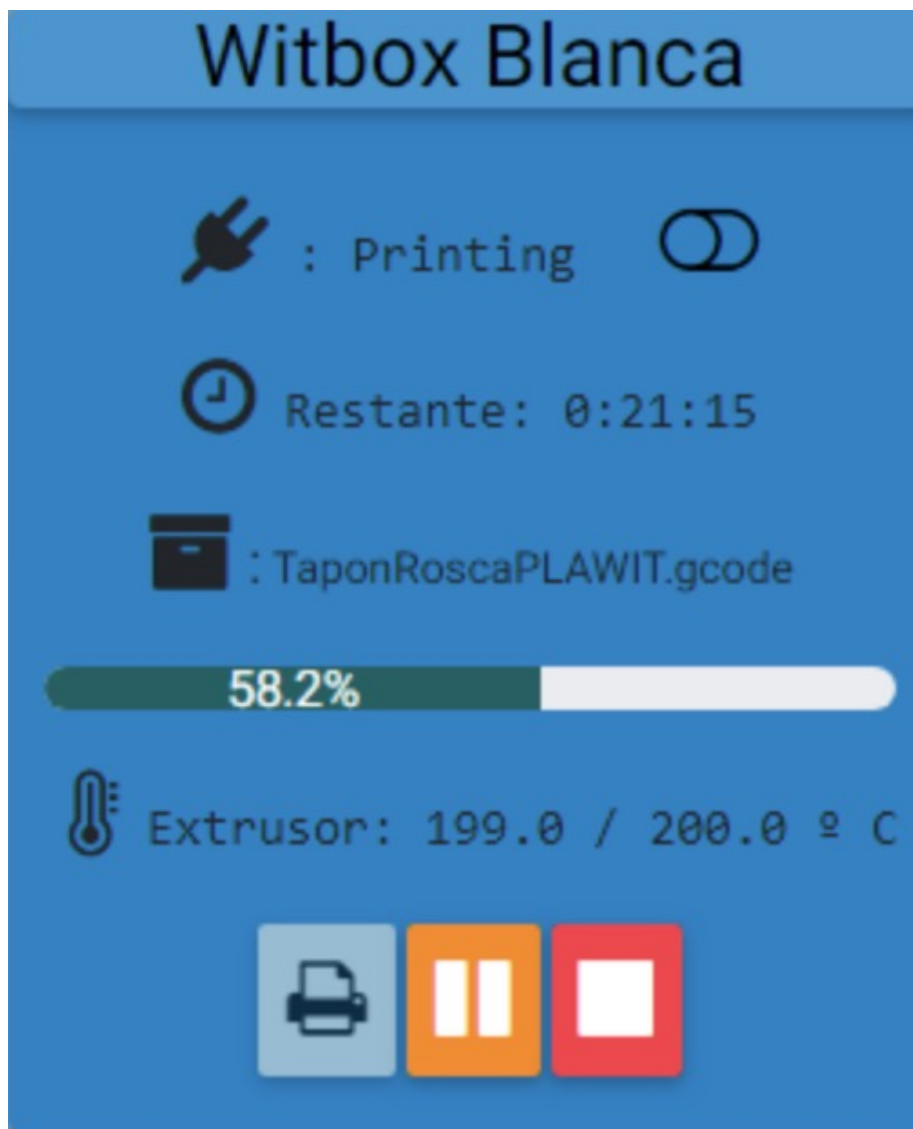 Witbox Blanca
: Printing
Restante: 0:21:15
: TaponRoscaPLAWIT.gcode
58.2%
Extrusor: 199.0 / 200.0 º C